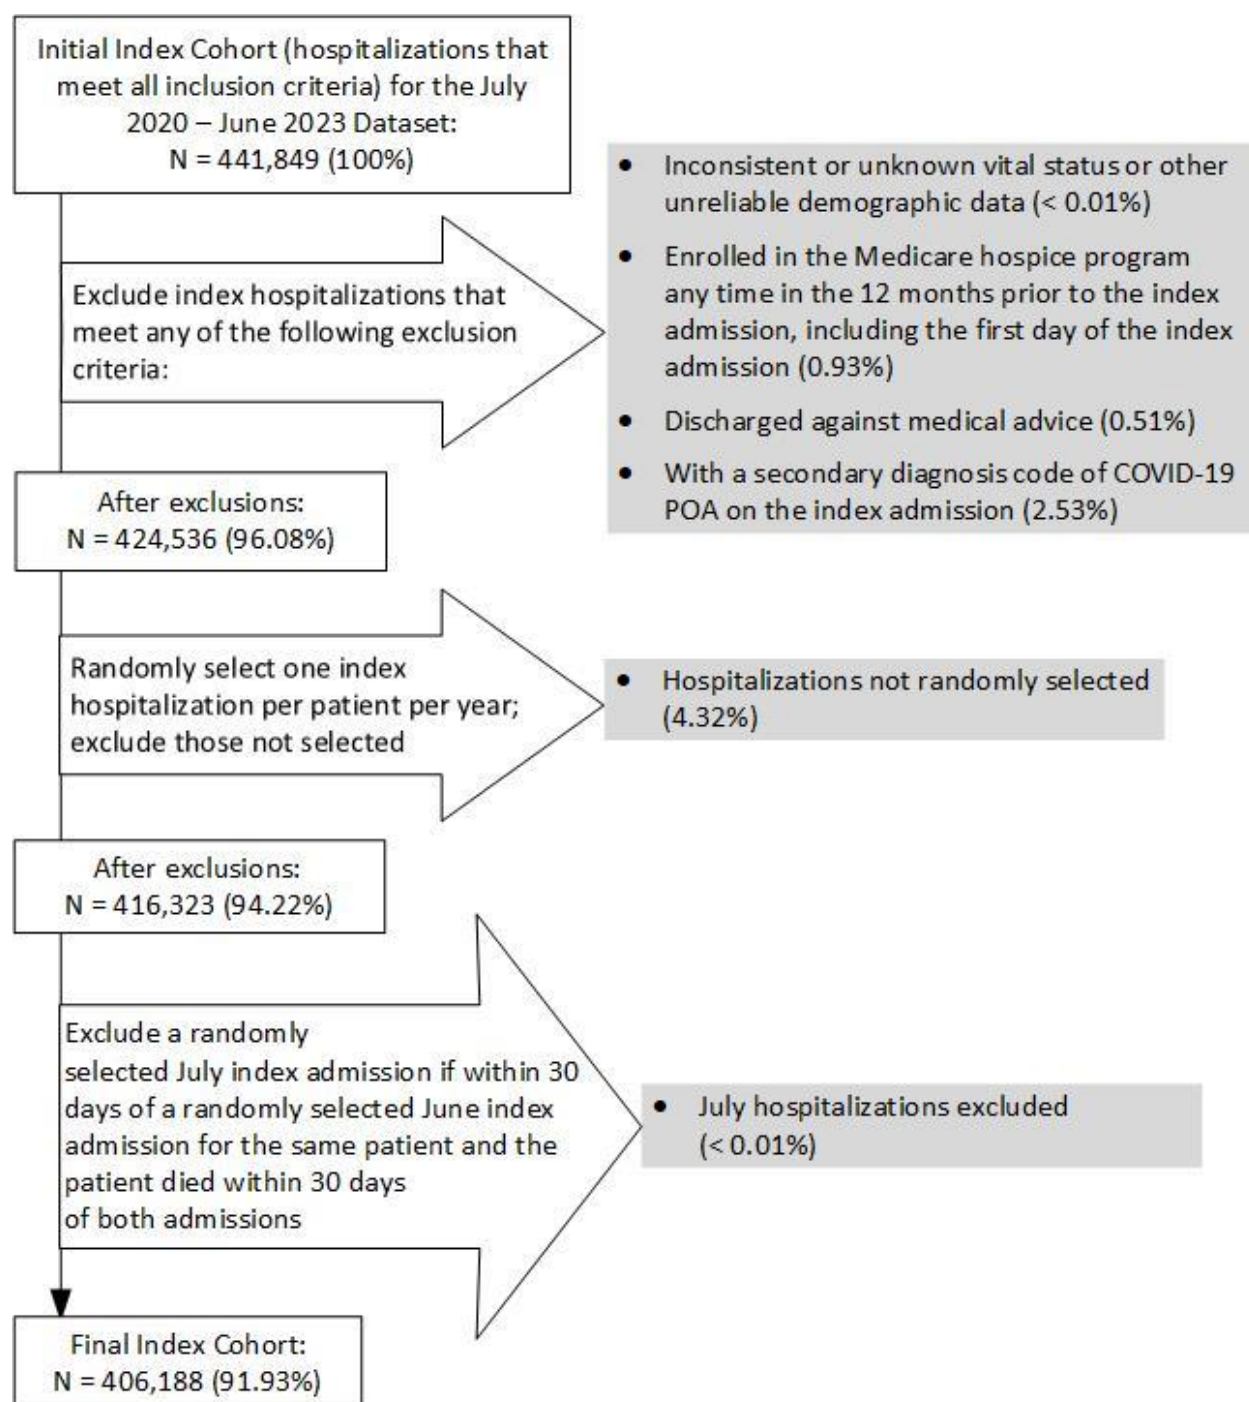 Initial Index Cohort (hospitalizations that
meet all inclusion criteria) for the July
2020 – June 2023 Dataset:
N = 441,849 (100%)
• Inconsistent or unknown vital status or other
unreliable demographic data (< 0.01%)
• Enrolled in the Medicare hospice program
any time in the 12 months prior to the index
admission, including the first day of the index
admission (0.93%)
• Discharged against medical advice (0.51%)
• With a secondary diagnosis code of COVID-19
POA on the index admission (2.53%)
Exclude index hospitalizations that
meet any of the following exclusion
criteria:
After exclusions:
N = 424,536 (96.08%)
Randomly select one index
hospitalization per patient per year;
exclude those not selected
• Hospitalizations not randomly selected
(4.32%)
After exclusions:
N = 416,323 (94.22%)
Exclude a randomly
selected July index admission if within 30
days of a randomly selected June index
admission for the same patient and the
patient died within 30 days
of both admissions
• July hospitalizations excluded
(< 0.01%)
Final Index Cohort:
N = 406,188 (91.93%)